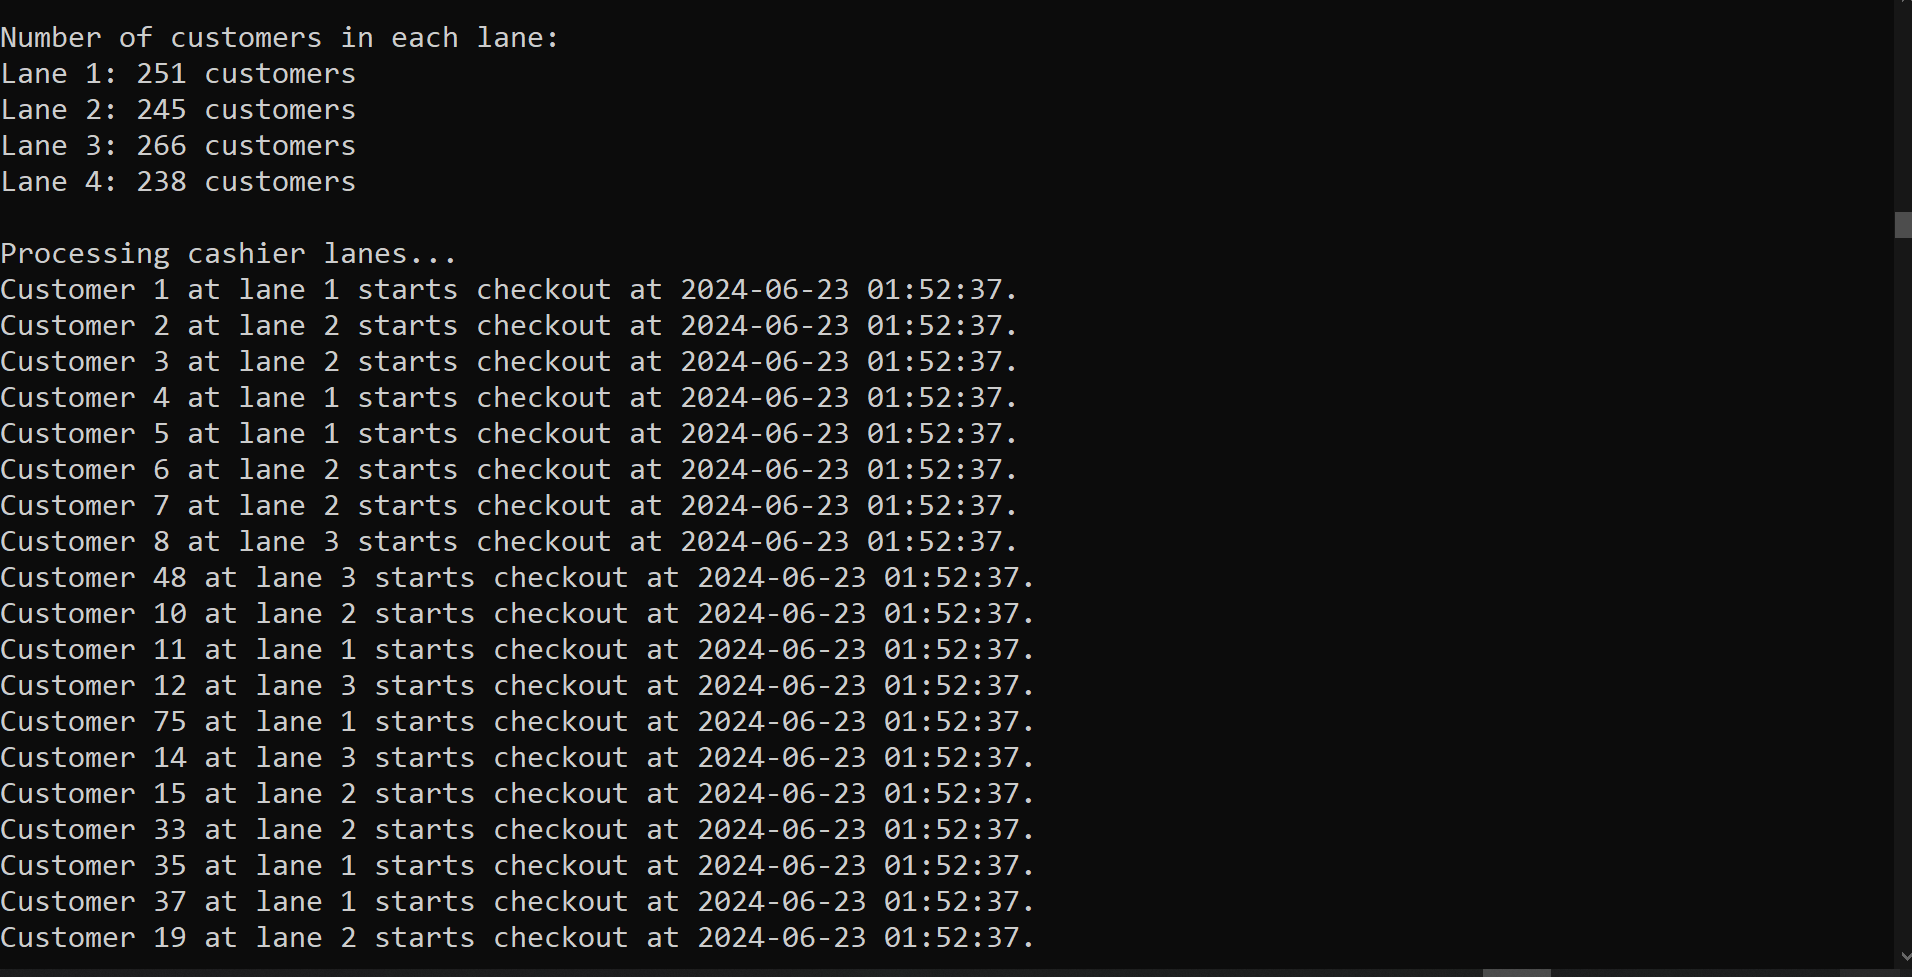 Number of customers in each lane:
Lane 1: 251 customers
Lane 2: 245 customers
Lane 3: 266 customers
Lane 4: 238 customers
Processing cashier lanes...
Customer 1 at lane 1 starts checkout at 2024-06-23 01:52:37.
Customer 2 at lane 2 starts checkout at 2024-06-23 01:52:37.
Customer 3 at lane 2 starts checkout at 2024-06-23 01:52:37.
Customer 4 at lane 1 starts checkout at 2024-06-23 01:52:37.
Customer 5 at lane 1 starts checkout at 2024-06-23 01:52:37.
Customer 6 at lane 2 starts checkout at 2024-06-23 01:52:37.
Customer 7 at lane 2 starts checkout at 2024-06-23 01:52:37.
Customer 8 at lane 3 starts checkout at 2024-06-23 01:52:37.
Customer 48 at lane 3 starts checkout at 2024-06-23 01:52:37.
Customer 10 at lane 2 starts checkout at 2024-06-23 01:52:37.
Customer 11 at lane 1 starts checkout at 2024-06-23 01:52:37.
Customer 12 at lane 3 starts checkout at 2024-06-23 01:52:37.
Customer 75 at lane 1 starts checkout at 2024-06-23 01:52:37.
Customer 14 at lane 3 starts checkout at 2024-06-23 01:52:37.
Customer 15 at lane 2 starts checkout at 2024-06-23 01:52:37.
Customer 33 at lane 2 starts checkout at 2024-06-23 01:52:37.
Customer 35 at lane 1 starts checkout at 2024-06-23 01:52:37.
Customer 37 at lane 1 starts checkout at 2024-06-23 01:52:37.
Customer 19 at lane 2 starts checkout at 2024-06-23 01:52:37.